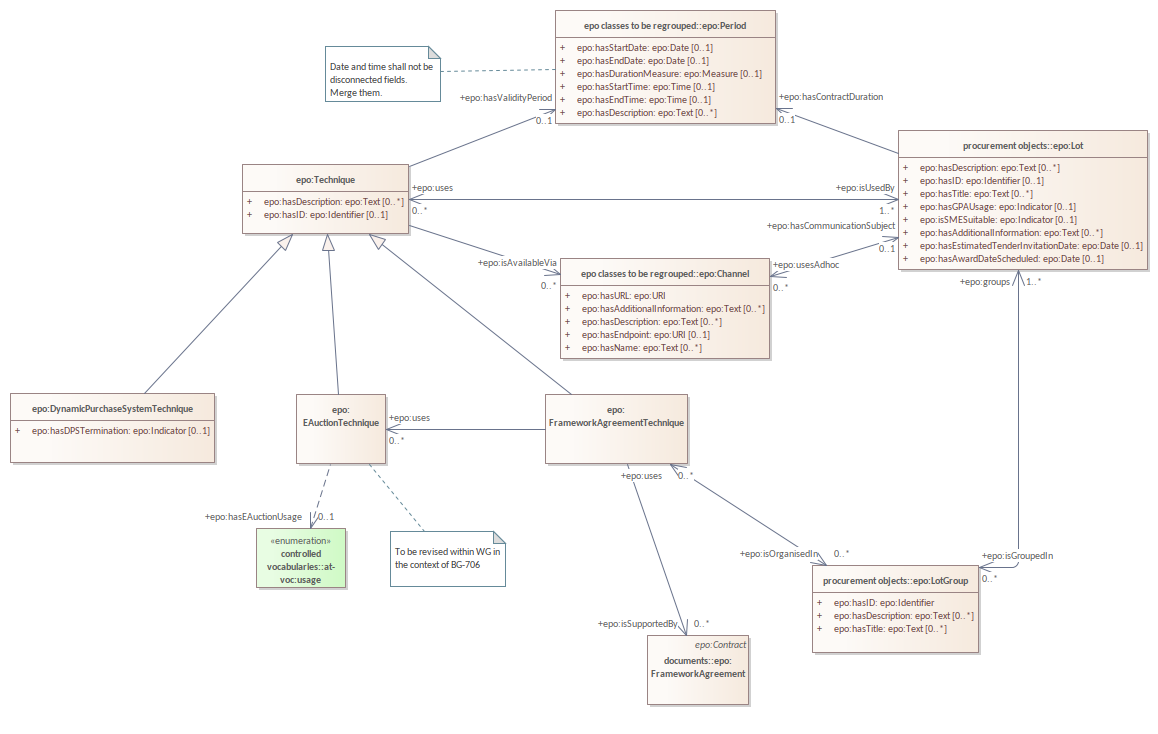 epo classes to be regrouped::epo:Period
+ epo:hasStartDate: epo:Date [0..1]
+ epo:hasEndDate: epo:Date [0..1]
+ epo:hasDurationMeasure: epo:Measure [0..1]
+ epo:hasStartTime: epo:Time [0..1]
+ epo:hasEndTime: epo:Time [0..1]
+ epo:hasDescription: epo:Text [0..*]
Date and time shall not be
disconnected fields.
Merge them.
+epo:hasValidityPeriod
0..1
+epo:hasContractDuration
0..1
procurement objects::epo:Lot
+ epo:hasDescription: epo:Text [0..*]
+ epo:hasID: epo:Identifier [0..1]
+ epo:hasTitle: epo:Text [0..*]
+ epo:hasGPAUsage: epo:Indicator [0..1]
+ epo:isSMESuitable: epo:Indicator [0..1]
+ epo:hasAdditionalInformation: epo:Text [0..*]
+ epo:hasEstimatedTenderInvitationDate: epo:Date [0..1]
+ epo:hasAwardDateScheduled: epo:Date [0..1]
epo:Technique
+ epo:hasDescription: epo:Text [0..*]
+ epo:hasID: epo:Identifier [0..1]
+epo:uses
0..*
+epo:isUsedBy
1..*
+epo:hasCommunicationSubject
0..1
+epo:isAvailableVia
0..*
+epo:usesAdhoc
0..*
epo classes to be regrouped::epo:Channel
+ epo:hasURL: epo:URI
+ epo:hasAdditionalInformation: epo:Text [0..*]
+ epo:hasDescription: epo:Text [0..*]
+ epo:hasEndpoint: epo:URI [0..1]
+ epo:hasName: epo:Text [0..*]
+epo:groups
1..*
epo:DynamicPurchaseSystemTechnique
+ epo:hasDPSTermination: epo:Indicator [0..1]
epo:
EAuctionTechnique
+epo:uses
0..*
epo:
FrameworkAgreementTechnique
+epo:uses
0..*
+epo:hasEAuctionUsage
0..1
«enumeration»
controlled
vocabularies::at-
voc:usage
To be revised within WG in
the context of BG-706
+epo:isOrganisedIn
0..*
+epo:isGroupedIn
0..*
procurement objects::epo:LotGroup
+ epo:hasID: epo:Identifier
+ epo:hasDescription: epo:Text [0..*]
+ epo:hasTitle: epo:Text [0..*]
+epo:isSupportedBy
0..*
epo:Contract
documents::epo:
FrameworkAgreement